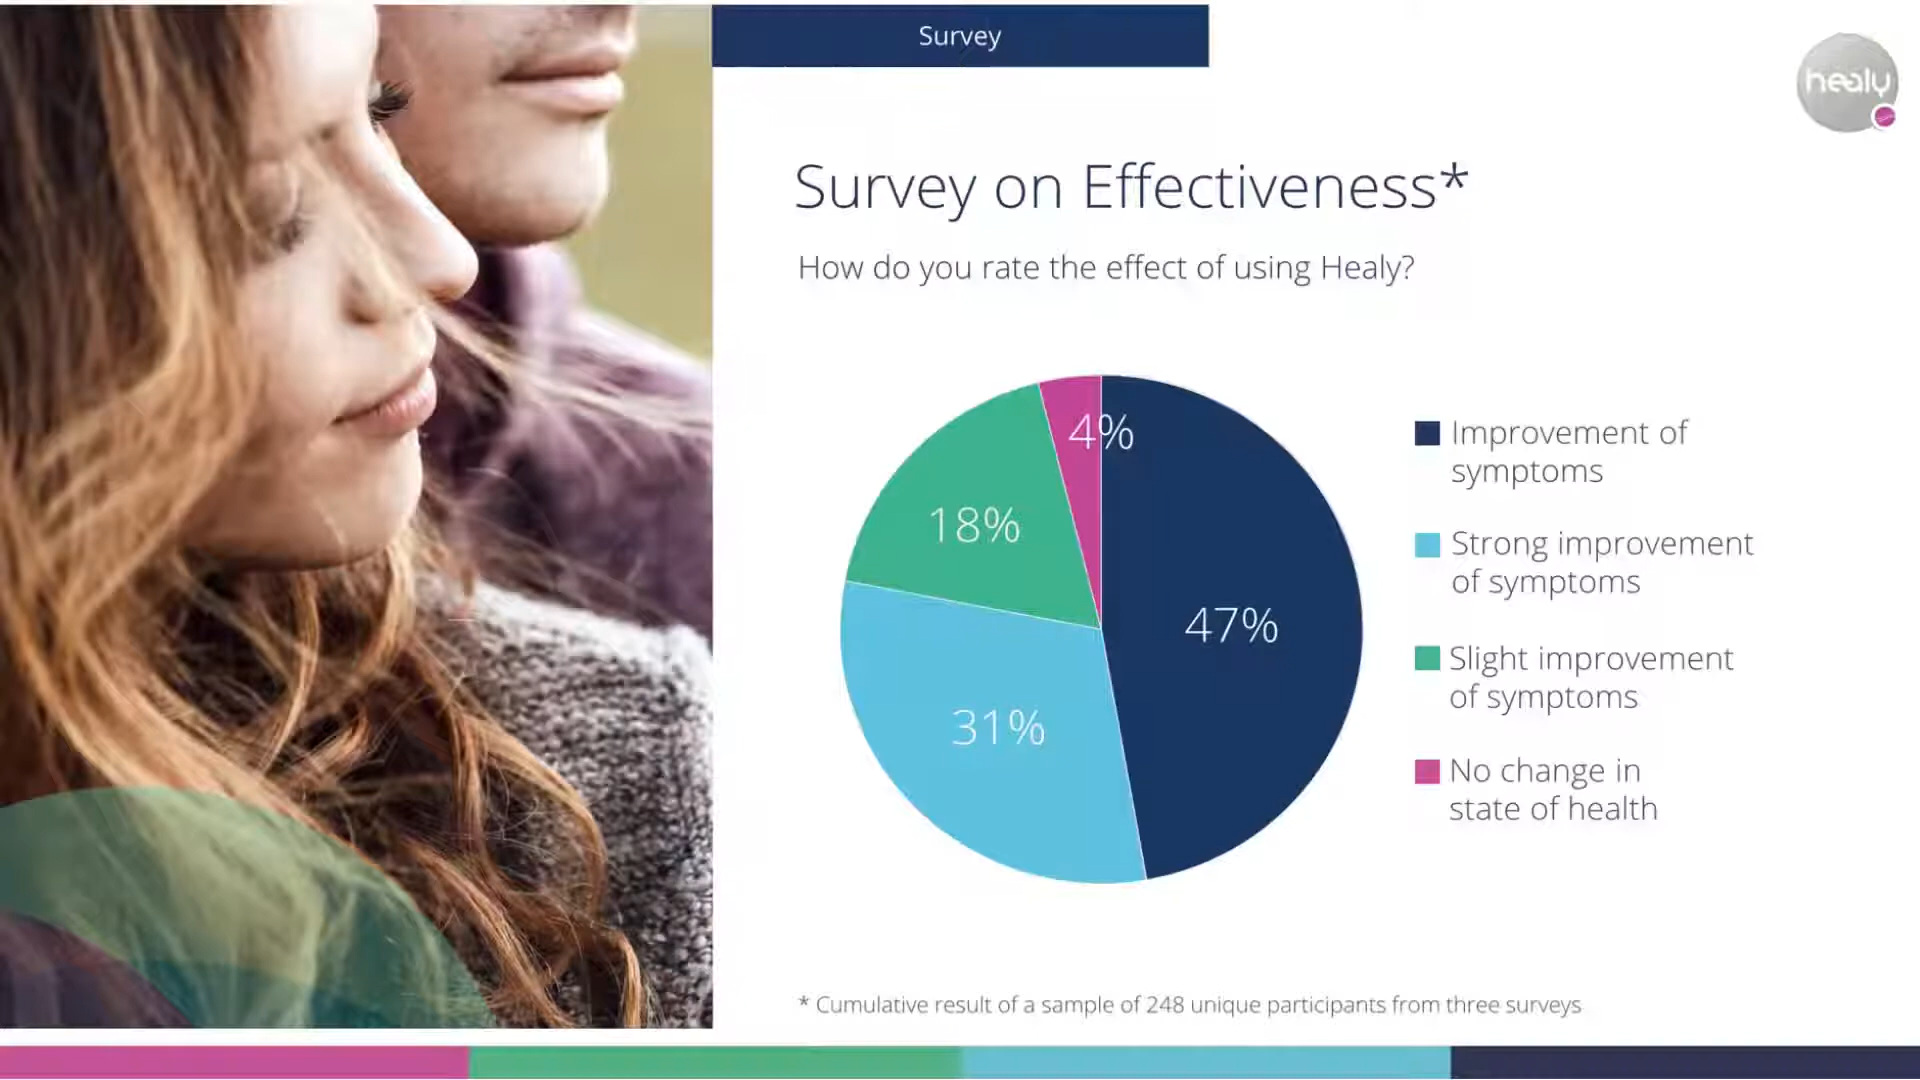 Survey
healy
Survey on Effectiveness*
How do you rate the effect of using Healy?
4%
18%
47%
31%
Improvement of
symptoms
Strong improvement
of symptoms
Slight improvement
of symptoms
No change in
state of health
* Cumulative result of a sample of 248 unique participants from three surveys